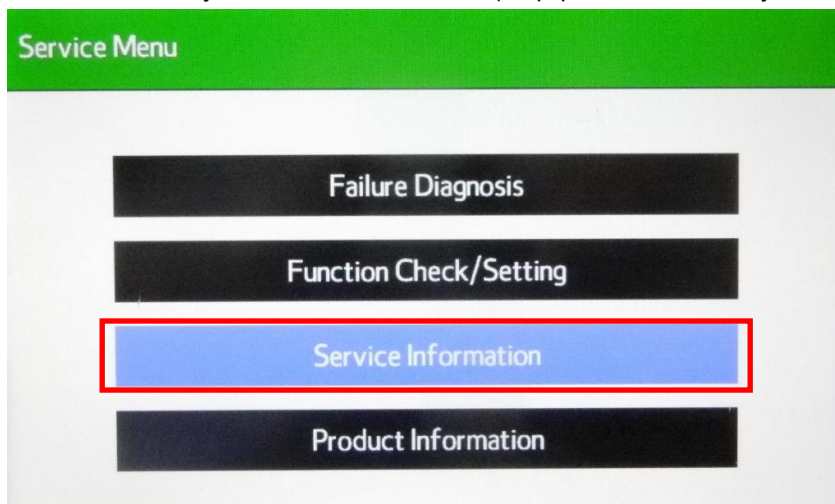 Service Menu
Failure Diagnosis
Function Check/Setting
Service Information
Product Information